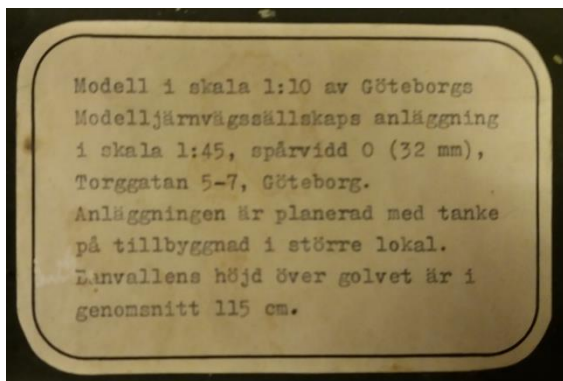 Modell i skala 1:10 av Göteborgs
Modelljärnvägssällskaps anläggning
i skala 1:45, spårvidd 0 (32 mm),
Torggatan 5-7, Göteborg.
Anläggningen är planerad med tanke
på tillbyggnad i större lokal.
Banvallens höjd över golvet är i
genomsnitt 115 cm.